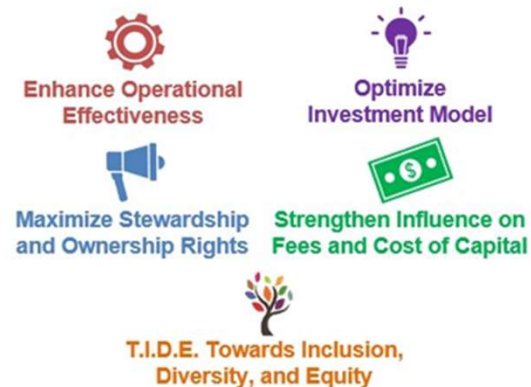 Enhance Operational
Effectiveness
Optimize
Investment Model
Maximize Stewardship
and Ownership Rights
$
Strengthen Influence on
Fees and Cost of Capital
T.I.D.E. Towards Inclusion,
Diversity, and Equity